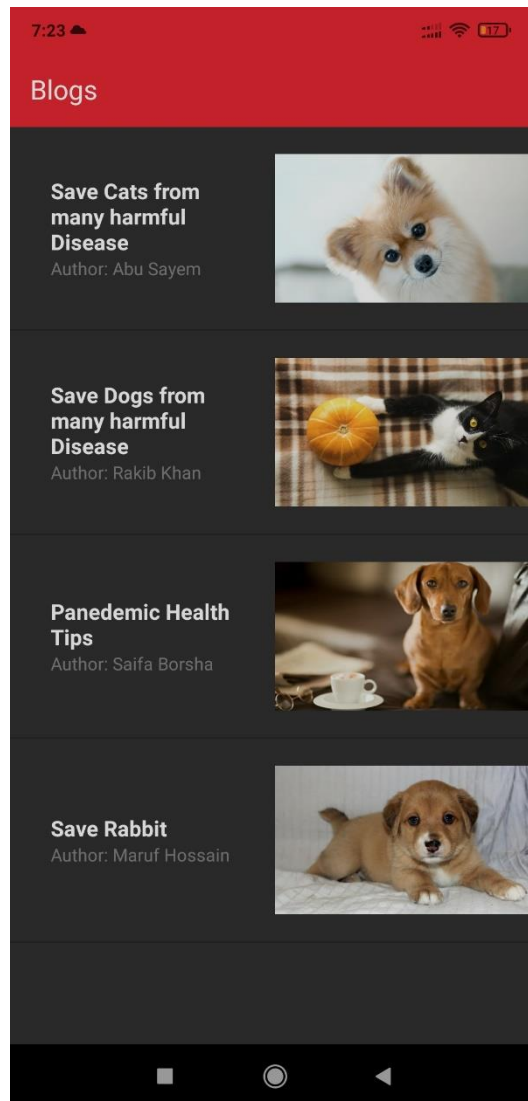 7:23
17
Blogs
Save Cats from
many harmful
Disease
Author: Abu Sayem
Save Dogs from
many harmful
Disease
Author: Rakib Khan
Panedemic Health
Tips
Author: Saifa Borsha
Save Rabbit
Author: Maruf Hossain